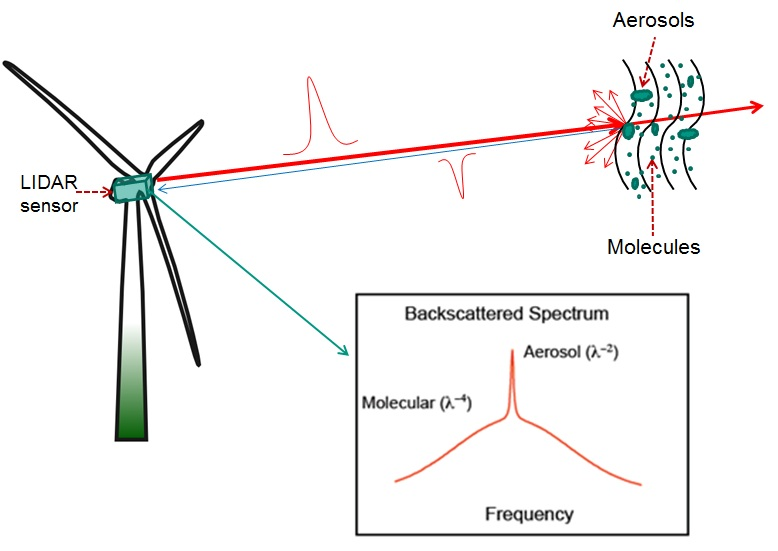 Aerosols
LIDAR
sensor
Molecules
Backscattered Spectrum
Aerosol (λ⁻²)
Molecular (λ⁻⁴)
Frequency